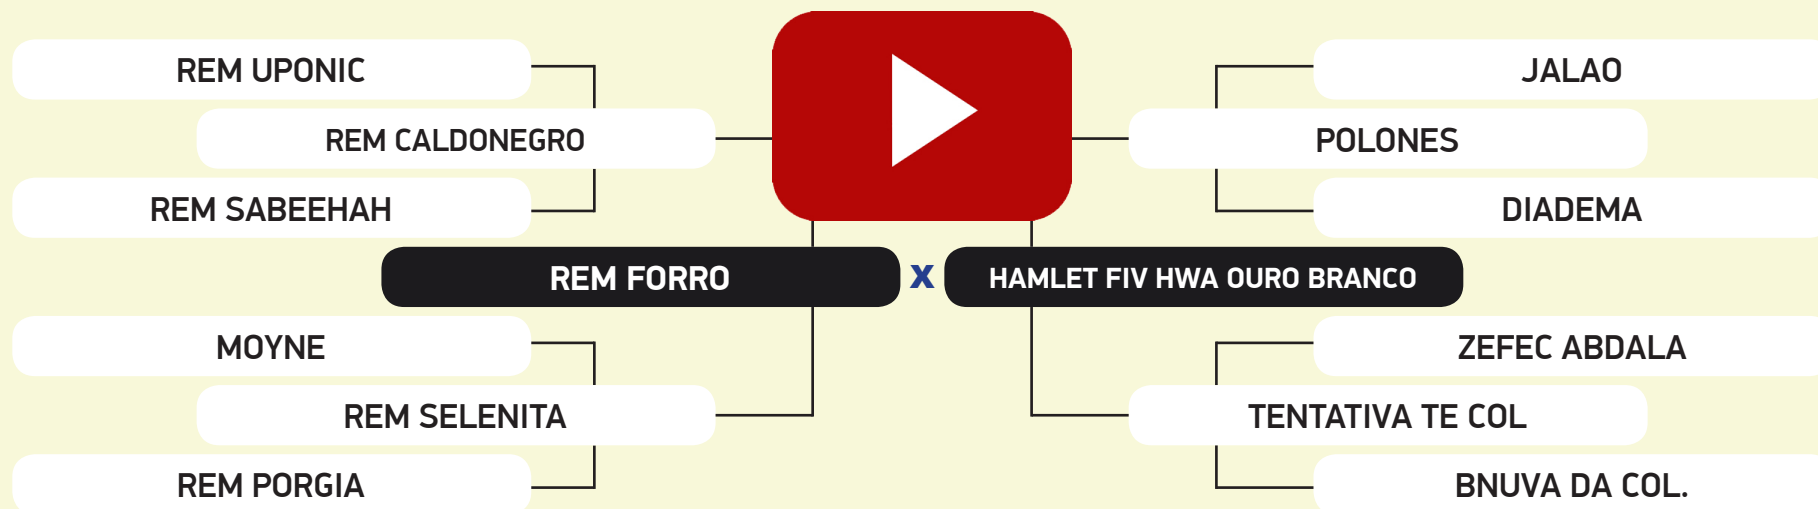 REM UPONIC
JALAO
REM CALDONEGRO
POLONES
REM SABEEHAH
DIADEMA
REM FORRO X HAMLET FIV HWA OURO BRANCO
MOYNE
ZEFEC ABDALA
REM SELENITA
TENTATIVA TE COL
REM PORGIA
BNUVA DA COL.